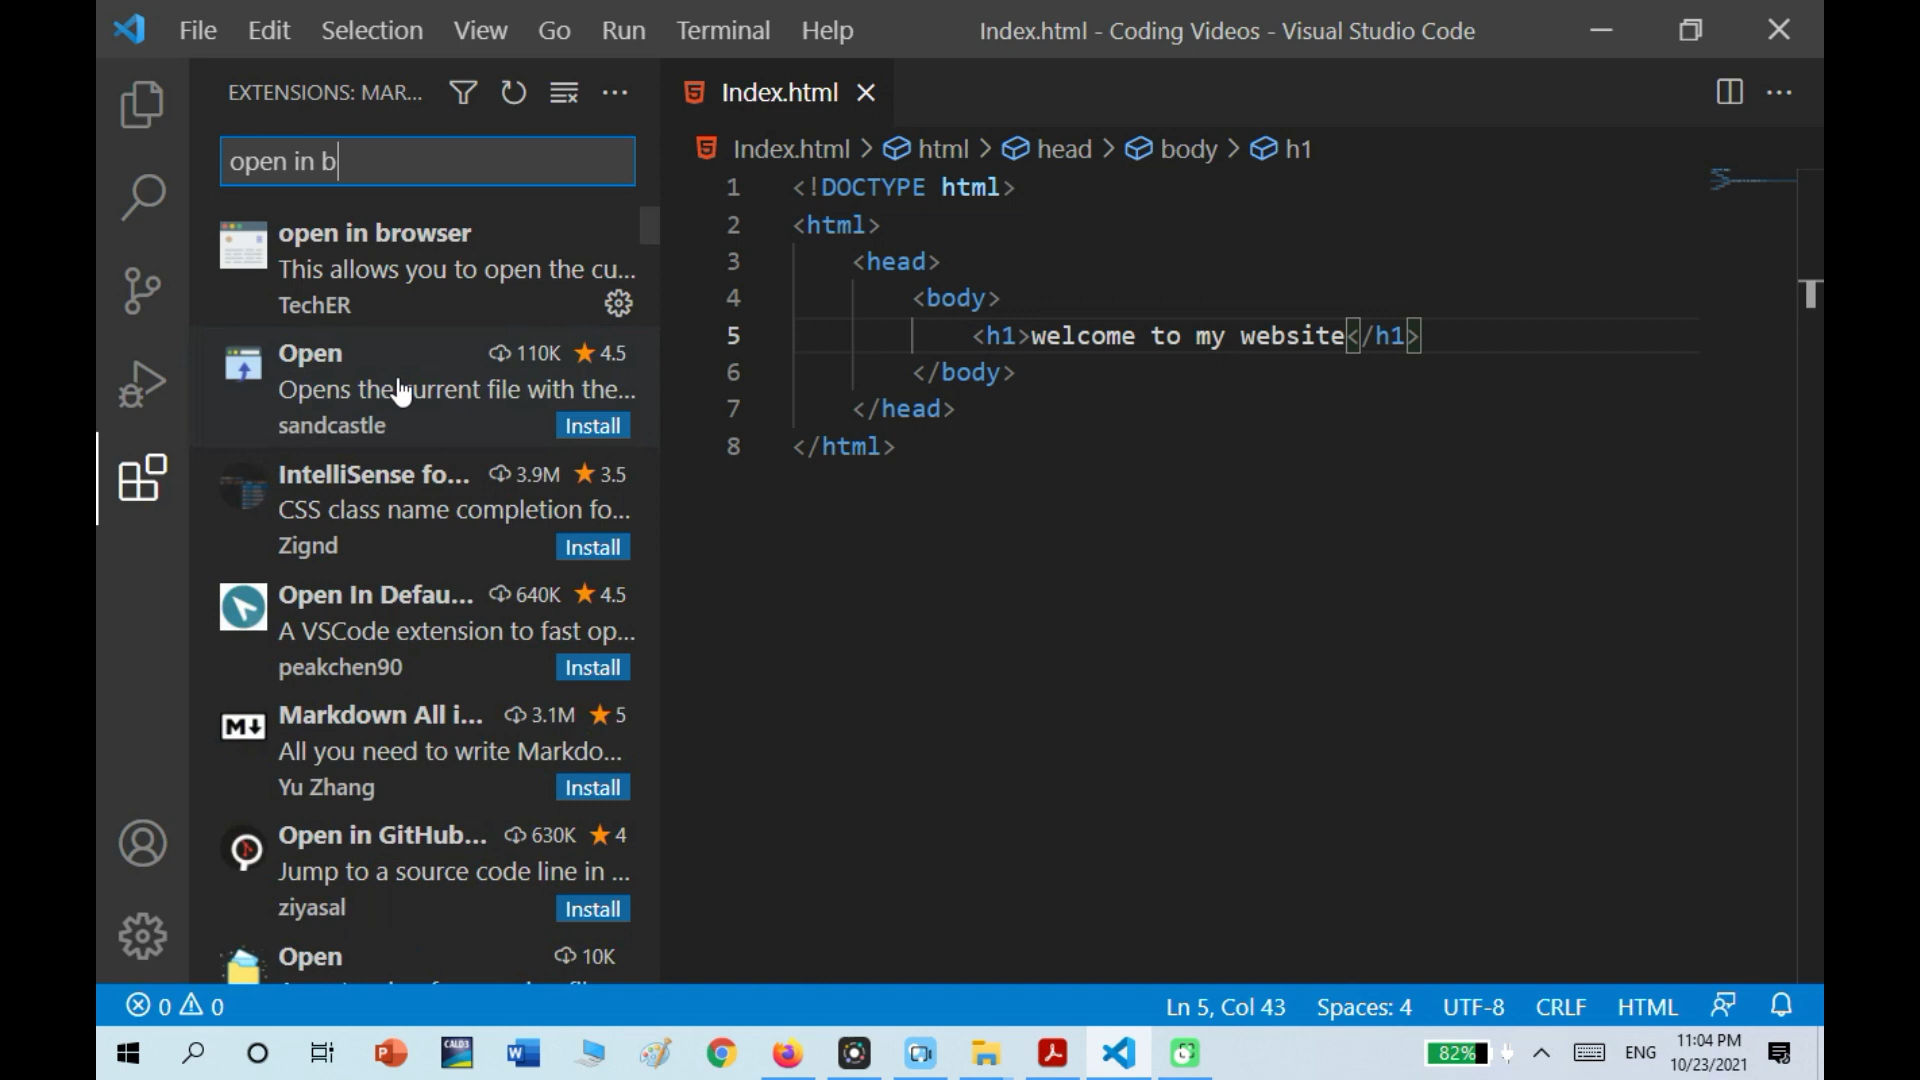 File Edit Selection View Go Run Terminal Help Index.html - Coding Videos - Visual Studio Code
EXTENSIONS: MAR...
open in b
open in browser
This allows you to open the cu...
TechER
Open 110K 4.5
Opens the current file with the...
sandcastle Install
IntelliSense fo... 3.9M 3.5
CSS class name completion fo...
Zignd Install
Open In Defau... 640K 4.5
A VSCode extension to fast op...
peakchen90 Install
M↓ Markdown All i... 3.1M 5
All you need to write Markdo...
Yu Zhang Install
Open in GitHub... 630K 4
Jump to a source code line in ...
ziyasal Install
Open 10K
Index.html
Index.html > html > head > body > h1
1 <!DOCTYPE html>
2 <html>
3 <head>
4 <body>
5 <h1>welcome to my website</h1>
6 </body>
7 </head>
8 </html>
0 0 Ln 5, Col 43 Spaces: 4 UTF-8 CRLF HTML
CALD3
82% ENG 11:04 PM
10/23/2021